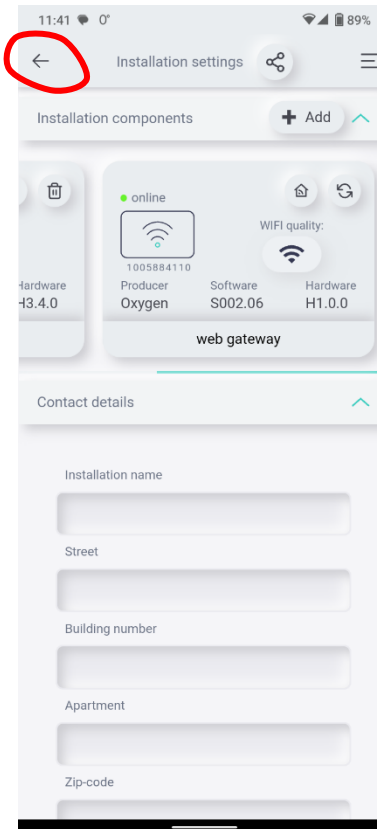 11:41 0° 89%
Installation settings
Installation components + Add
online
WIFI quality:
1005884110
Hardware Producer Software Hardware
H3.4.0 Oxygen S002.06 H1.0.0
web gateway
Contact details
Installation name
Street
Building number
Apartment
Zip-code